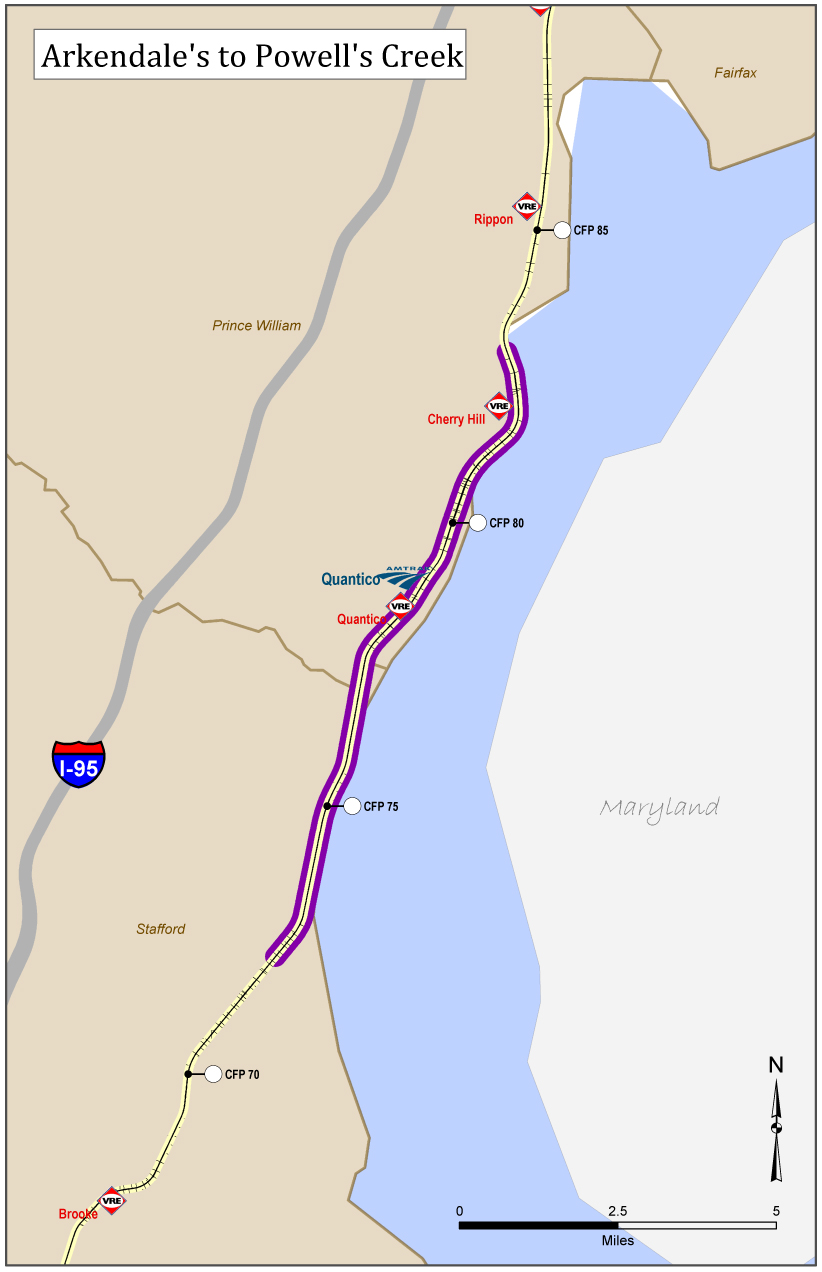 Arkendale's to Powell's Creek
Fairfax
VRE
Rippon
CFP 85
Prince William
VRE
Cherry Hill
CFP 80
AMTRA
Quantico
VRE
Quantico
I-95
CFP 75
Maryland
Stafford
N
CFP 70
VRE
Brooke
0 2.5 5
Miles